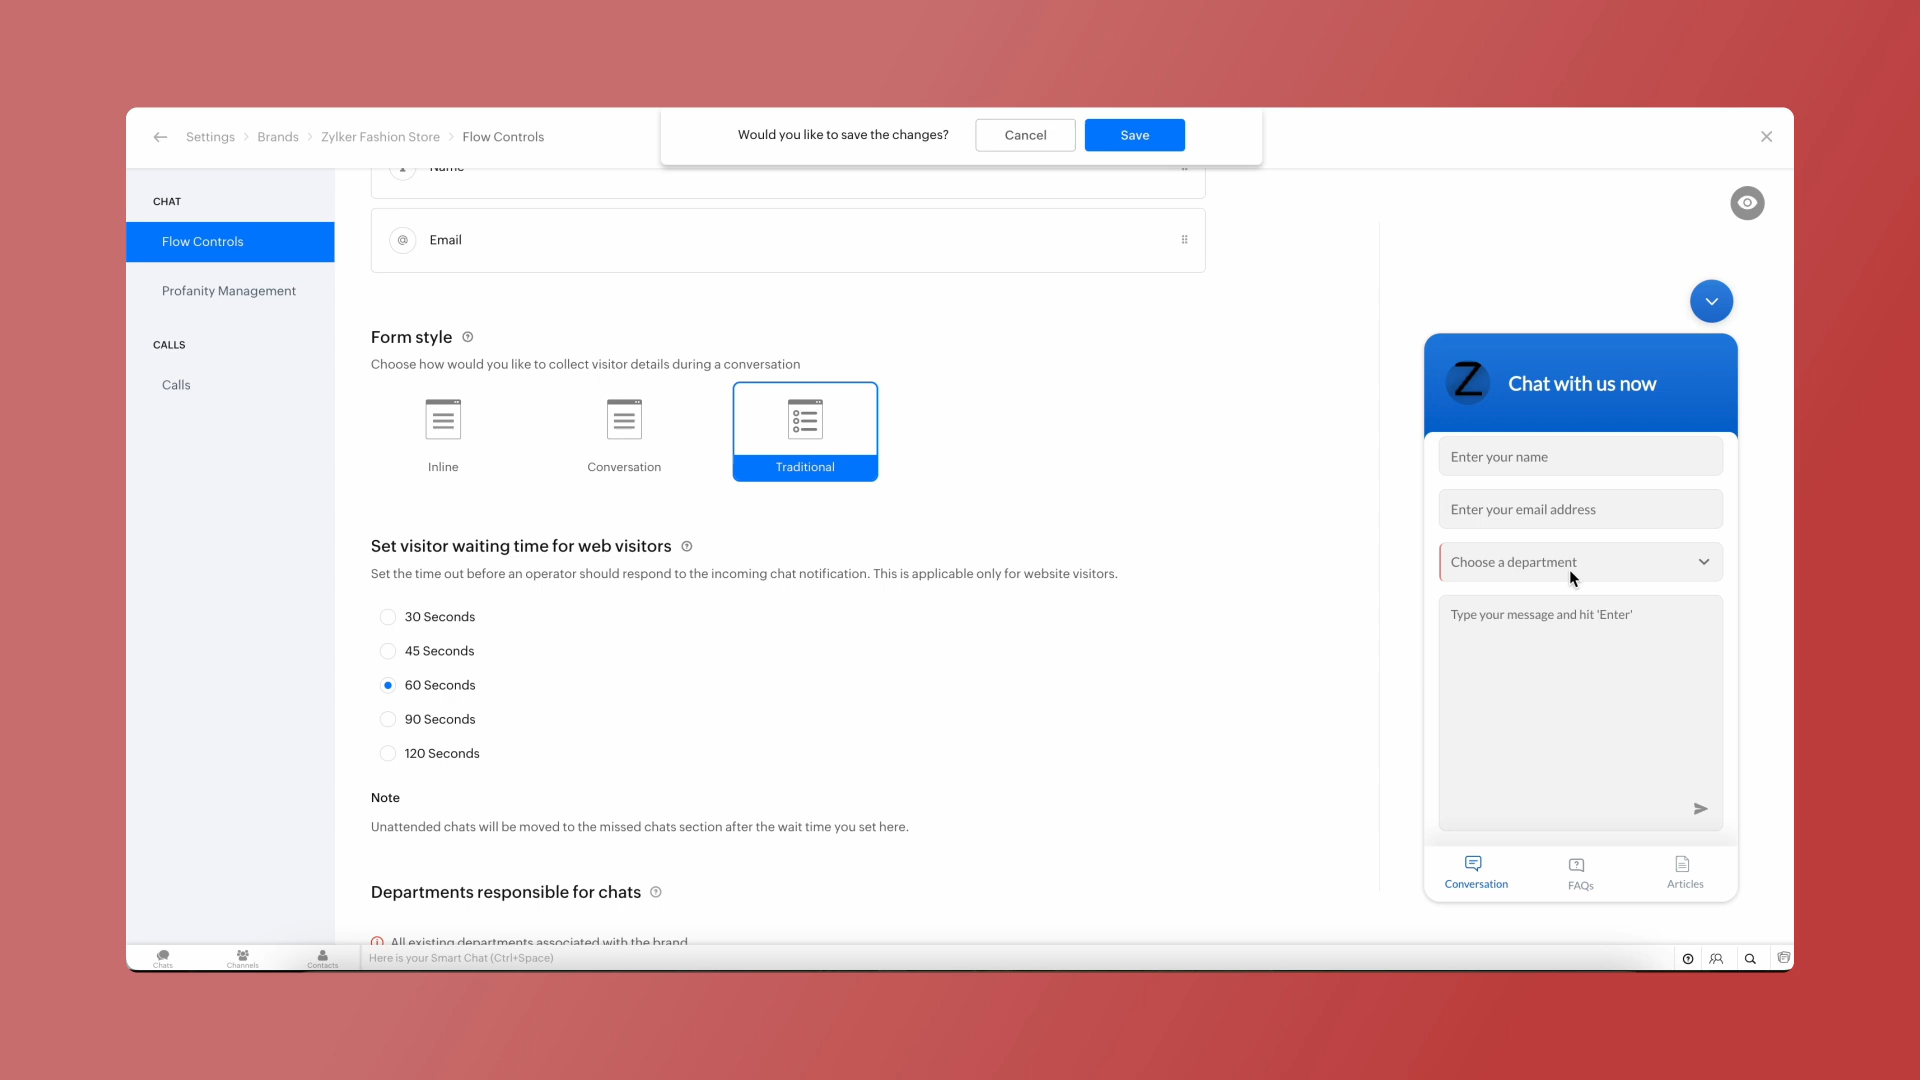 Settings > Brands > Zylker Fashion Store > Flow Controls
Would you like to save the changes?
Cancel
Save
CHAT
Flow Controls
Profanity Management
CALLS
Calls
Name
@ Email
Form style
Choose how would you like to collect visitor details during a conversation
Inline
Conversation
Traditional
Set visitor waiting time for web visitors
Set the time out before an operator should respond to the incoming chat notification. This is applicable only for website visitors.
30 Seconds
45 Seconds
60 Seconds
90 Seconds
120 Seconds
Note
Unattended chats will be moved to the missed chats section after the wait time you set here.
Departments responsible for chats
All existing departments associated with the brand
Z Chat with us now
Enter your name
Enter your email address
Choose a department
Type your message and hit 'Enter'
Conversation
FAQs
Articles
Chats
Channels
Contacts
Here is your Smart Chat (Ctrl+Space)